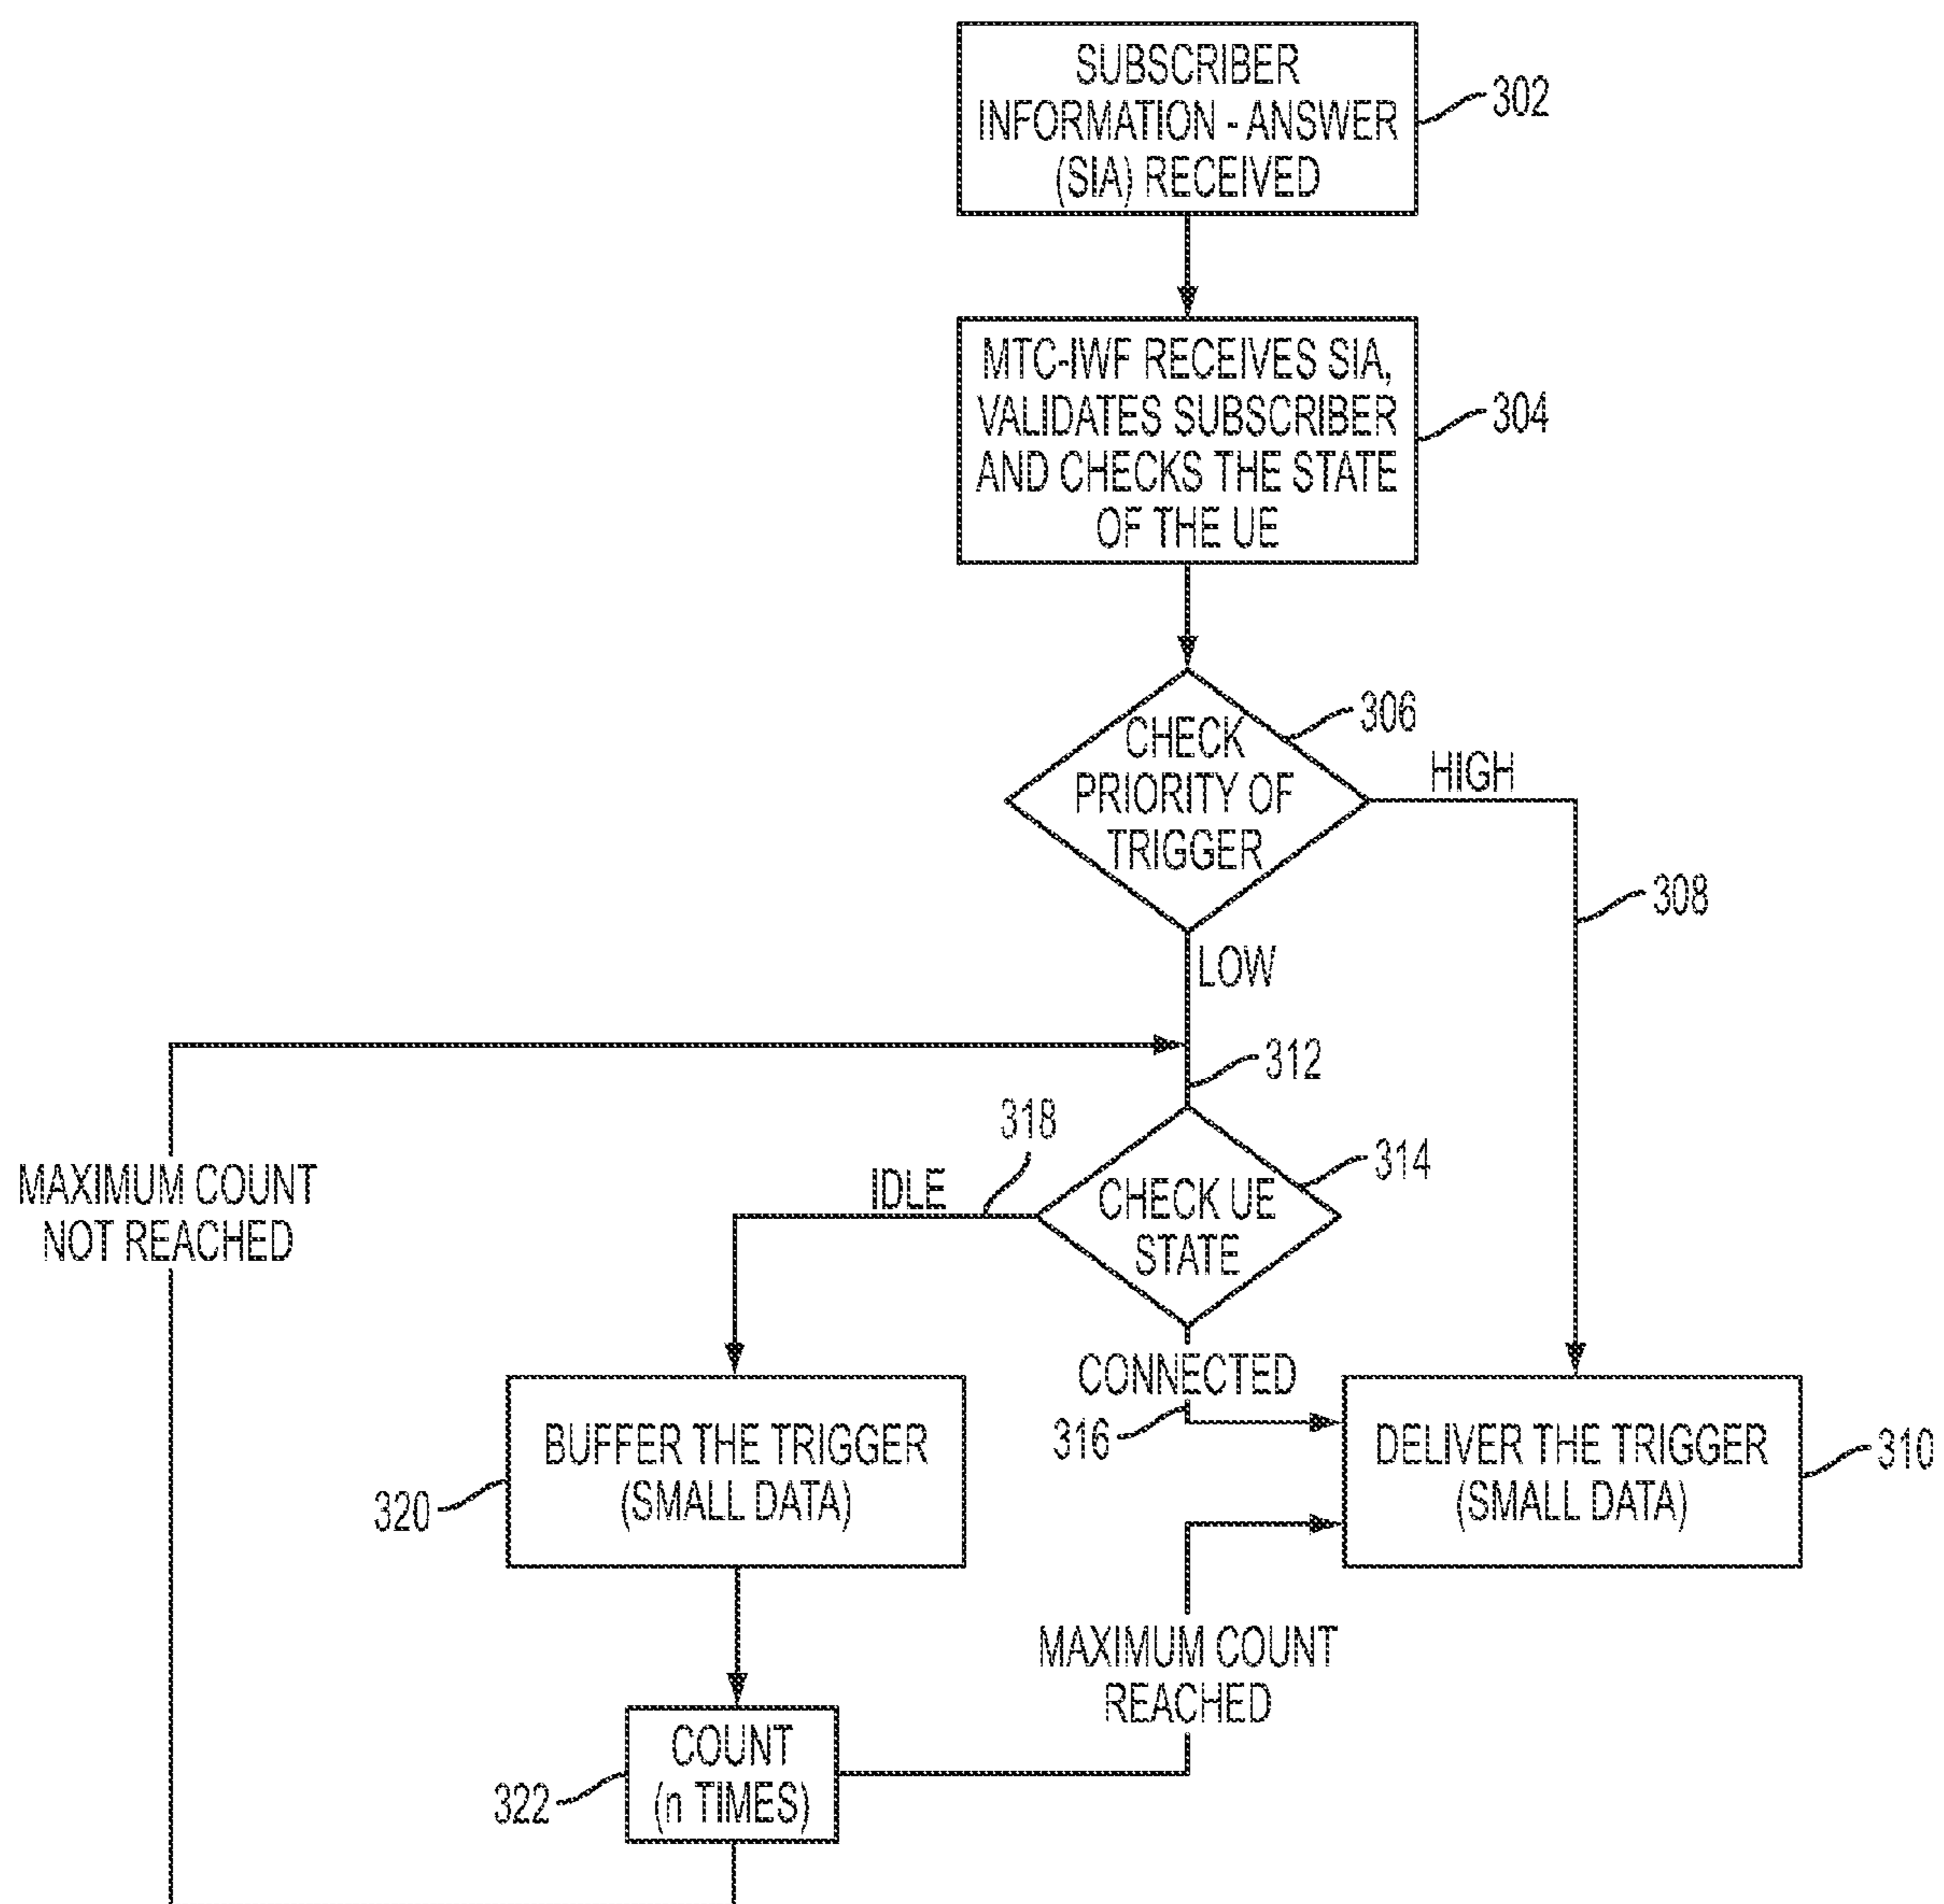 SUBSCRIBER
INFORMATION - ANSWER
(SIA) RECEIVED
302
MTC-IWF RECEIVES SIA,
VALIDATES SUBSCRIBER
AND CHECKS THE STATE
OF THE UE
304
CHECK
PRIORITY OF
TRIGGER
306
HIGH
308
LOW
312
318
IDLE
CHECK UE
STATE
314
MAXIMUM COUNT
NOT REACHED
CONNECTED
316
BUFFER THE TRIGGER
(SMALL DATA)
320
DELIVER THE TRIGGER
(SMALL DATA)
310
MAXIMUM COUNT
REACHED
COUNT
(n TIMES)
322